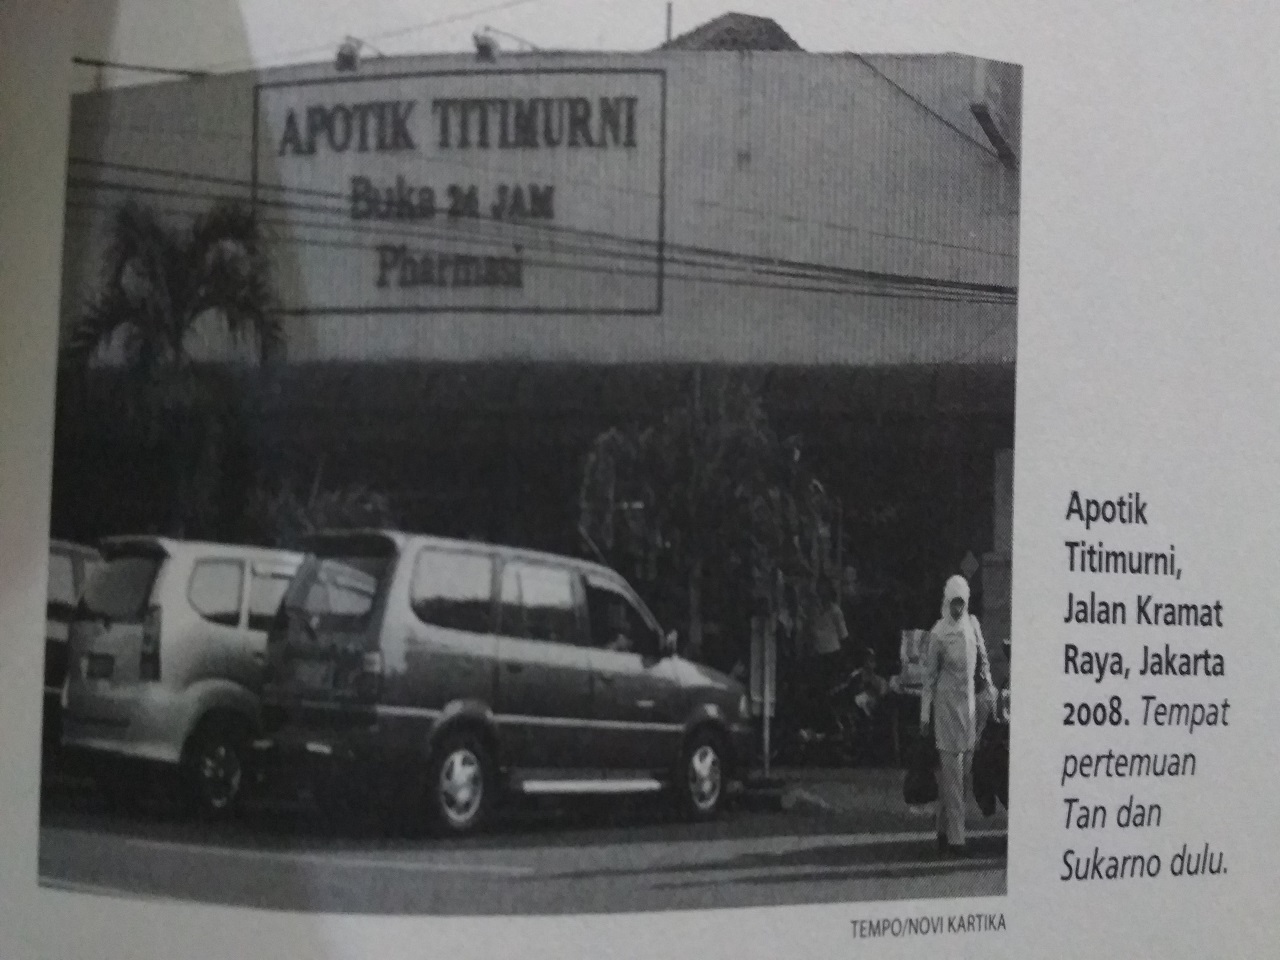 APOTIK TITIMURNI
Buka 24 JAM
Pharmasi
Apotik
Titimurni,
Jalan Kramat
Raya, Jakarta
2008. Tempat
pertemuan
Tan dan
Sukarno dulu.
TEMPO/NOVI KARTIKA